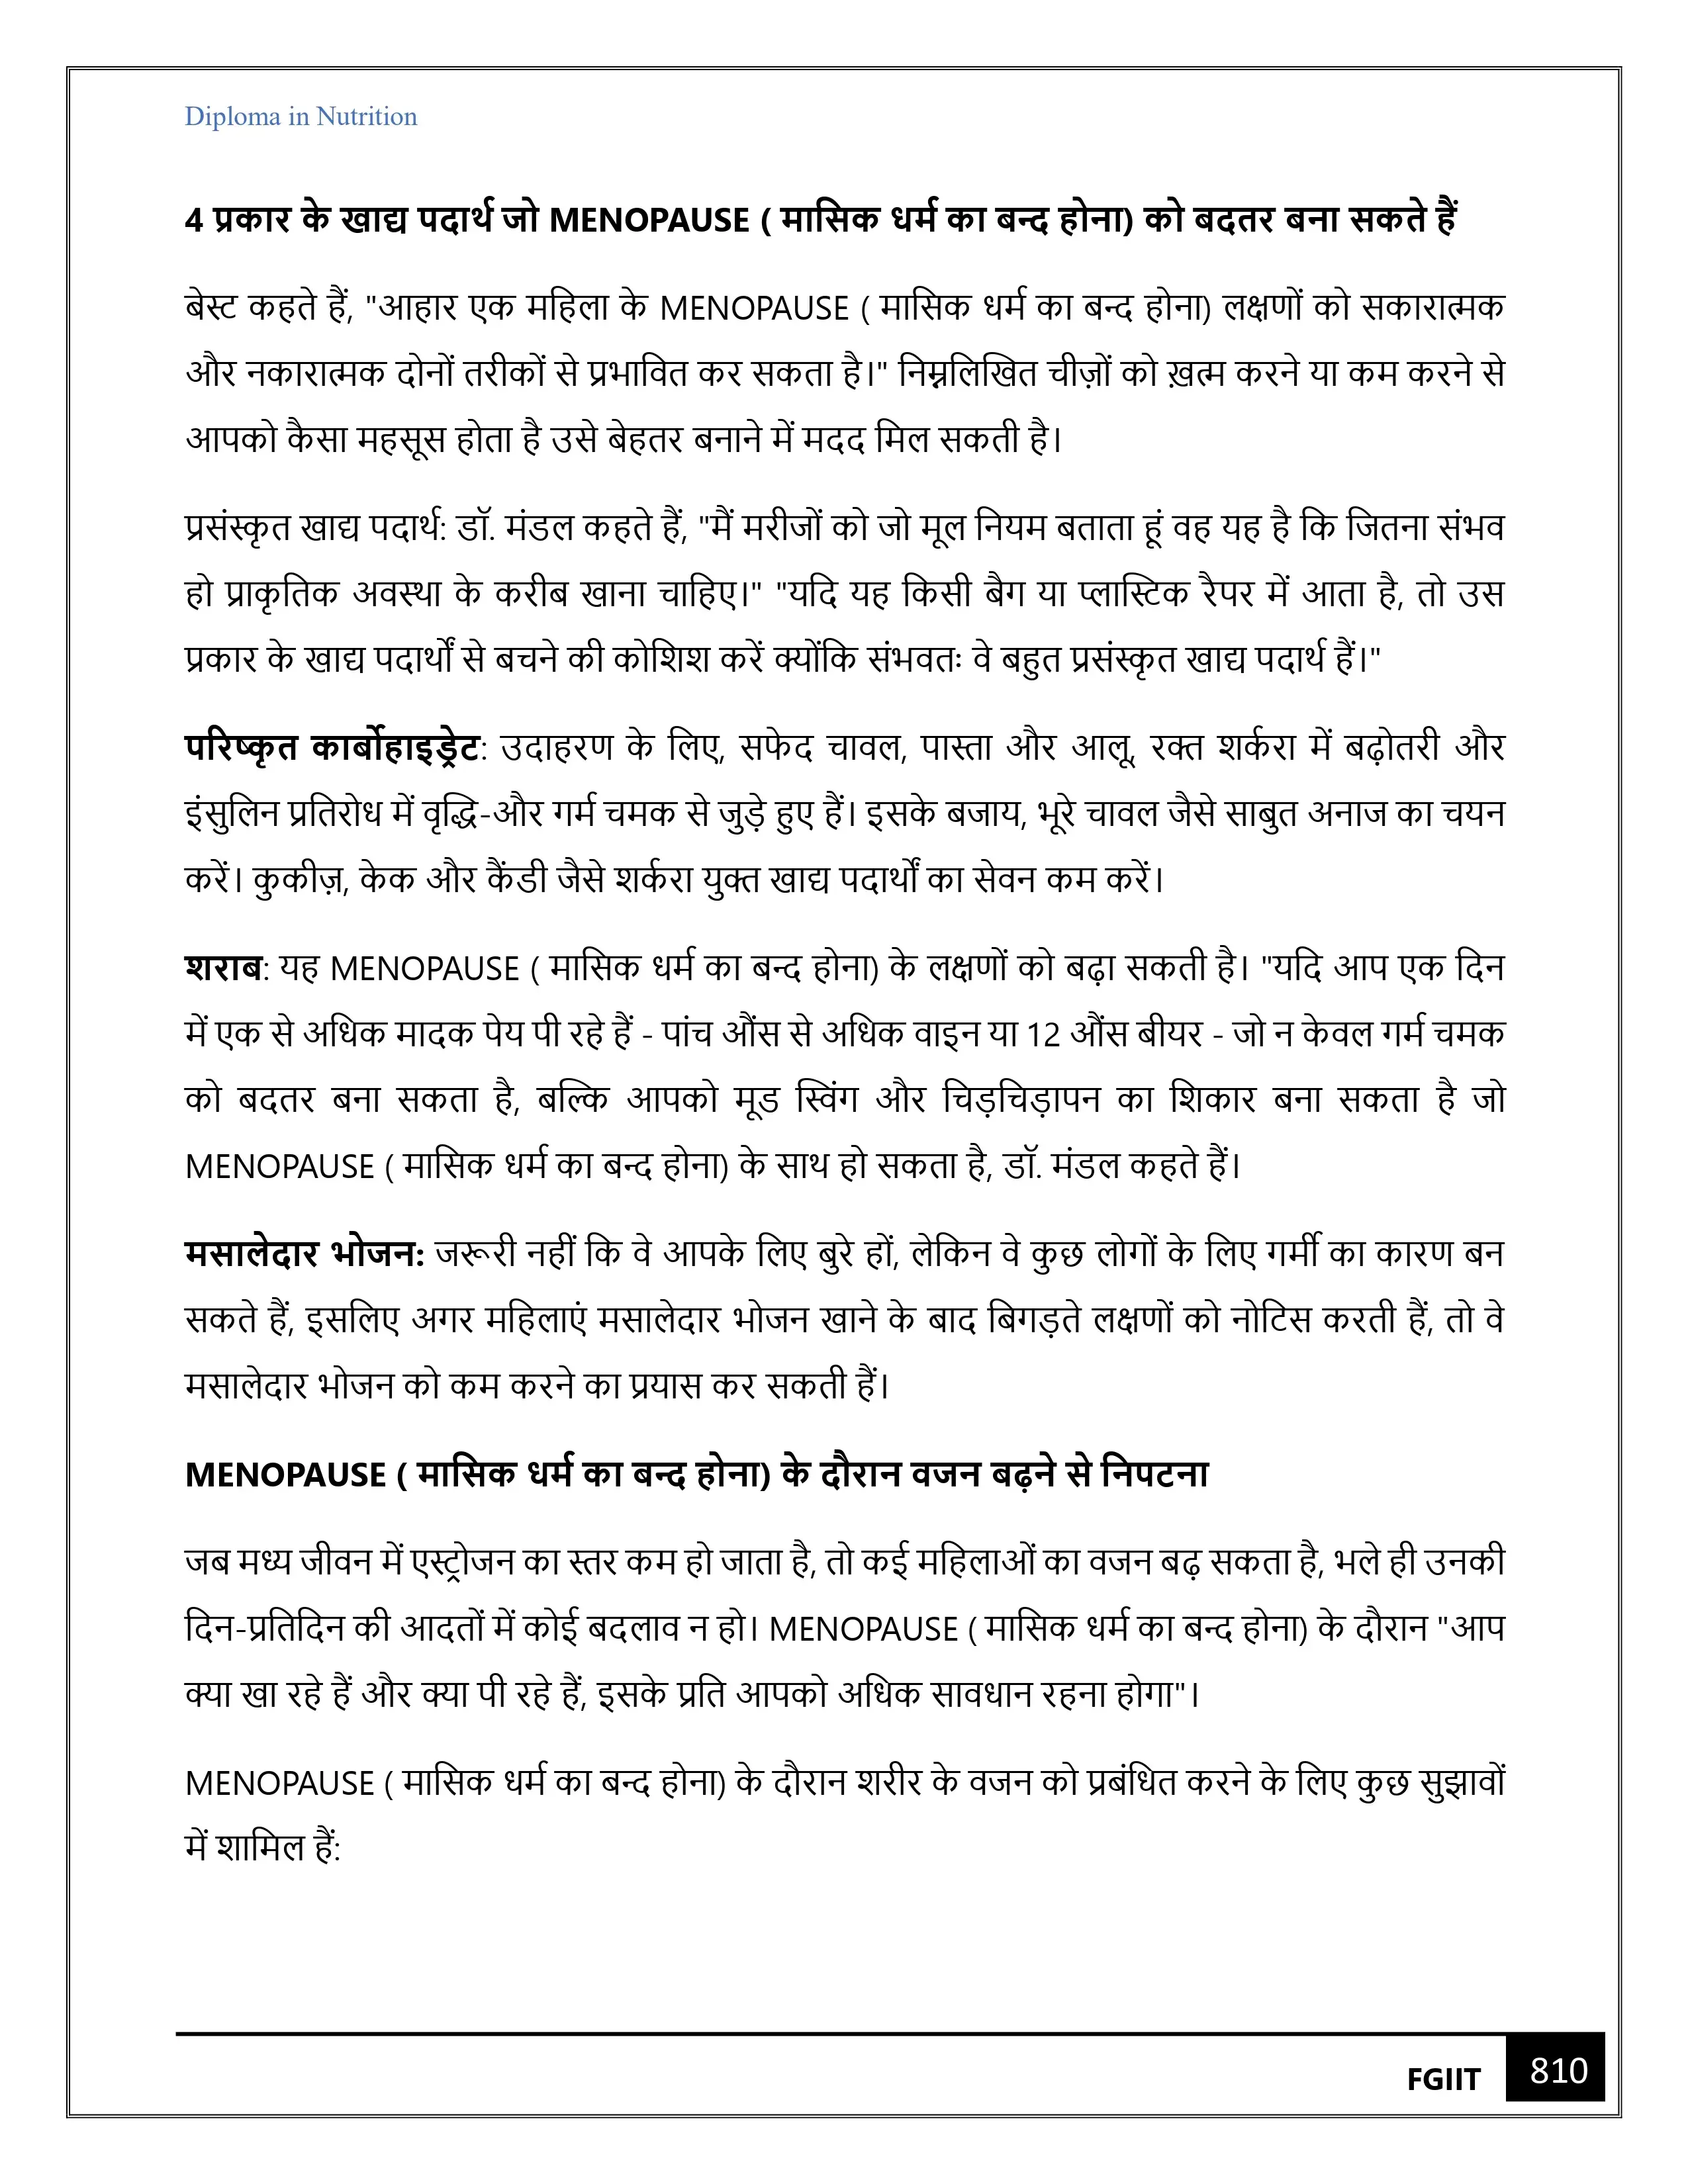 Diploma in Nutrition
4 प्रकार के खाद्य पदार्थ जो MENOPAUSE ( मासिक धर्म का बन्द होना) को बदतर बना सकते हैं
बेस्ट कहते हैं, "आहार एक महिला के MENOPAUSE ( मासिक धर्म का बन्द होना) लक्षणों को सकारात्मक
और नकारात्मक दोनों तरीकों से प्रभावित कर सकता है।" निम्नलिखित चीज़ों को ख़त्म करने या कम करने से
आपको कैसा महसूस होता है उसे बेहतर बनाने में मदद मिल सकती है।
प्रसंस्कृत खाद्य पदार्थ: डॉ. मंडल कहते हैं, "मैं मरीजों को जो मूल नियम बताता हूं वह यह है कि जितना संभव
हो प्राकृतिक अवस्था के करीब खाना चाहिए।" "यदि यह किसी बैग या प्लास्टिक रैपर में आता है, तो उस
प्रकार के खाद्य पदार्थों से बचने की कोशिश करें क्योंकि संभवतः वे बहुत प्रसंस्कृत खाद्य पदार्थ हैं।"
परिष्कृत कार्बोहाइड्रेट: उदाहरण के लिए, सफेद चावल, पास्ता और आलू, रक्त शर्करा में बढ़ोतरी और
इंसुलिन प्रतिरोध में वृद्धि-और गर्म चमक से जुड़े हुए हैं। इसके बजाय, भूरे चावल जैसे साबुत अनाज का चयन
करें। कुकीज़, केक और कैंडी जैसे शर्करा युक्त खाद्य पदार्थों का सेवन कम करें।
शराब: यह MENOPAUSE ( मासिक धर्म का बन्द होना) के लक्षणों को बढ़ा सकती है। "यदि आप एक दिन
में एक से अधिक मादक पेय पी रहे हैं - पांच औंस से अधिक वाइन या 12 औंस बीयर - जो न केवल गर्म चमक
को बदतर बना सकता है, बल्कि आपको मूड स्विंग और चिड़चिड़ापन का शिकार बना सकता है जो
MENOPAUSE ( मासिक धर्म का बन्द होना) के साथ हो सकता है, डॉ. मंडल कहते हैं।
मसालेदार भोजन: जरूरी नहीं कि वे आपके लिए बुरे हों, लेकिन वे कुछ लोगों के लिए गर्मी का कारण बन
सकते हैं, इसलिए अगर महिलाएं मसालेदार भोजन खाने के बाद बिगड़ते लक्षणों को नोटिस करती हैं, तो वे
मसालेदार भोजन को कम करने का प्रयास कर सकती हैं।
MENOPAUSE ( मासिक धर्म का बन्द होना) के दौरान वजन बढ़ने से निपटना
जब मध्य जीवन में एस्ट्रोजन का स्तर कम हो जाता है, तो कई महिलाओं का वजन बढ़ सकता है, भले ही उनकी
दिन-प्रतिदिन की आदतों में कोई बदलाव न हो। MENOPAUSE ( मासिक धर्म का बन्द होना) के दौरान "आप
क्या खा रहे हैं और क्या पी रहे हैं, इसके प्रति आपको अधिक सावधान रहना होगा"।
MENOPAUSE ( मासिक धर्म का बन्द होना) के दौरान शरीर के वजन को प्रबंधित करने के लिए कुछ सुझावों
में शामिल हैं:
FGIIT 810